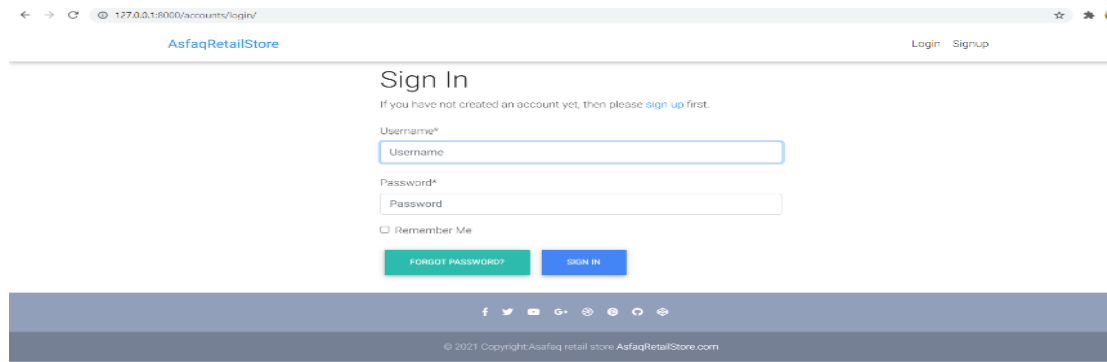 127.0.0.1:8000/accounts/login/
AsfaqRetailStore Login Signup
Sign In
If you have not created an account yet, then please sign up first.
Username*
Username
Password*
Password
Remember Me
FORGOT PASSWORD? SIGN IN
© 2021 Copyright:Asafaq retail store AsfaqRetailStore.com